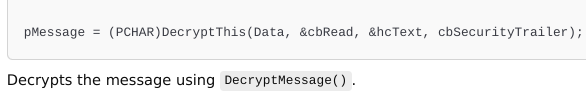 pMessage = (PCHAR)DecryptThis(Data, &cbRead, &hcText, cbSecurityTrailer);
Decrypts the message using DecryptMessage().